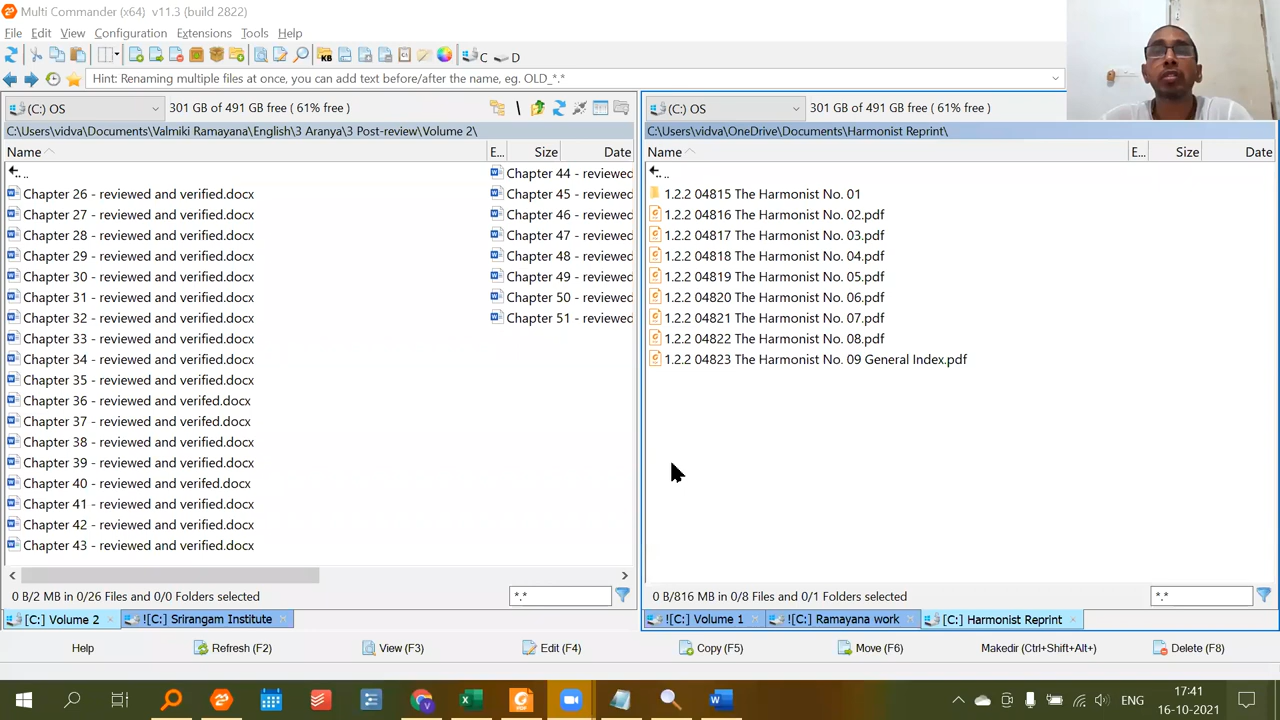 Multi Commander (x64) v11.3 (build 2822)
File Edit View Configuration Extensions Tools Help
KB C D
Hint: Renaming multiple files at once, you can add text before/after the name, eg. OLD_*.*
(C:) OS 301 GB of 491 GB free ( 61% free )
C:\Users\vidva\Documents\Valmiki Ramayana\English\3 Aranya\3 Post-review\Volume 2\
Name E... Size Date
..
Chapter 26 - reviewed and verified.docx
Chapter 27 - reviewed and verified.docx
Chapter 28 - reviewed and verified.docx
Chapter 29 - reviewed and verified.docx
Chapter 30 - reviewed and verified.docx
Chapter 31 - reviewed and verified.docx
Chapter 32 - reviewed and verified.docx
Chapter 33 - reviewed and verified.docx
Chapter 34 - reviewed and verified.docx
Chapter 35 - reviewed and verified.docx
Chapter 36 - reviewed and verifed.docx
Chapter 37 - reviewed and verifed.docx
Chapter 38 - reviewed and verified.docx
Chapter 39 - reviewed and verified.docx
Chapter 40 - reviewed and verifed.docx
Chapter 41 - reviewed and verified.docx
Chapter 42 - reviewed and verified.docx
Chapter 43 - reviewed and verified.docx
Chapter 44 - reviewed
Chapter 45 - reviewed
Chapter 46 - reviewed
Chapter 47 - reviewed
Chapter 48 - reviewed
Chapter 49 - reviewed
Chapter 50 - reviewed
Chapter 51 - reviewed
0 B/2 MB in 0/26 Files and 0/0 Folders selected *.*
[C:] Volume 2 ![C:] Srirangam Institute
(C:) OS 301 GB of 491 GB free ( 61% free )
C:\Users\vidva\OneDrive\Documents\Harmonist Reprint\
Name E... Size Date
..
1.2.2 04815 The Harmonist No. 01
1.2.2 04816 The Harmonist No. 02.pdf
1.2.2 04817 The Harmonist No. 03.pdf
1.2.2 04818 The Harmonist No. 04.pdf
1.2.2 04819 The Harmonist No. 05.pdf
1.2.2 04820 The Harmonist No. 06.pdf
1.2.2 04821 The Harmonist No. 07.pdf
1.2.2 04822 The Harmonist No. 08.pdf
1.2.2 04823 The Harmonist No. 09 General Index.pdf
0 B/816 MB in 0/8 Files and 0/1 Folders selected *.*
![C:] Volume 1 ![C:] Ramayana work [C:] Harmonist Reprint
Help Refresh (F2) View (F3) Edit (F4) Copy (F5) Move (F6) Makedir (Ctrl+Shift+Alt+) Delete (F8)
ENG 17:41
16-10-2021